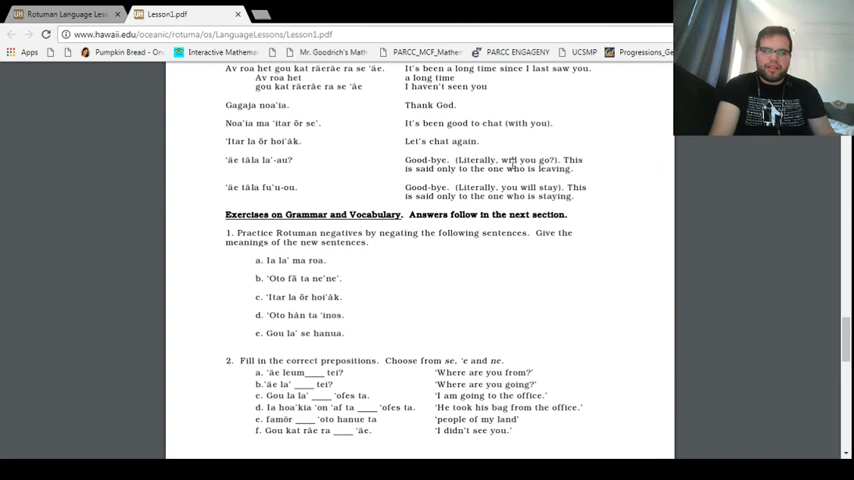 Rotuman Language Less
Lesson1.pdf
www.hawaii.edu/oceanic/rotuma/os/LanguageLessons/Lesson1.pdf
Apps Pumpkin Bread - On Interactive Mathema Mr. Goodrich's Math PARCC_MCF_Mathem PARCC ENGAGENY UCSMP Progressions_Ge
Av roa het gou kat räeräe ra se 'äe. It's been a long time since I last saw you.
Av roa het a long time
gou kat räeräe ra se 'äe I haven't seen you
Gagaja noa'ia. Thank God.
Noa'ia ma 'itar ōr se'. It's been good to chat (with you).
'Itar la ōr hoi'ȧk. Let's chat again.
'äe täla la'-au? Good-bye. (Literally, will you go?). This
is said only to the one who is leaving.
'äe täla fu'u-ou. Good-bye. (Literally, you will stay). This
is said only to the one who is staying.
Exercises on Grammar and Vocabulary. Answers follow in the next section.
1. Practice Rotuman negatives by negating the following sentences. Give the
meanings of the new sentences.
a. Ia la' ma roa.
b. 'Oto fā ta ne'ne'.
c. 'Itar la ōr hoi'ȧk.
d. 'Oto hȧn ta 'inos.
e. Gou la' se hanua.
2. Fill in the correct prepositions. Choose from se, 'e and ne.
a. 'äe leum____ tei? 'Where are you from?'
b.'äe la' ____ tei? 'Where are you going?'
c. Gou la la' ____ 'ofes ta. 'I am going to the office.'
d. Ia hoa'kia 'on 'af ta ____ 'ofes ta. 'He took his bag from the office.'
e. famör ____ 'oto hanue ta 'people of my land'
f. Gou kat räe ra ____ 'äe. 'I didn't see you.'